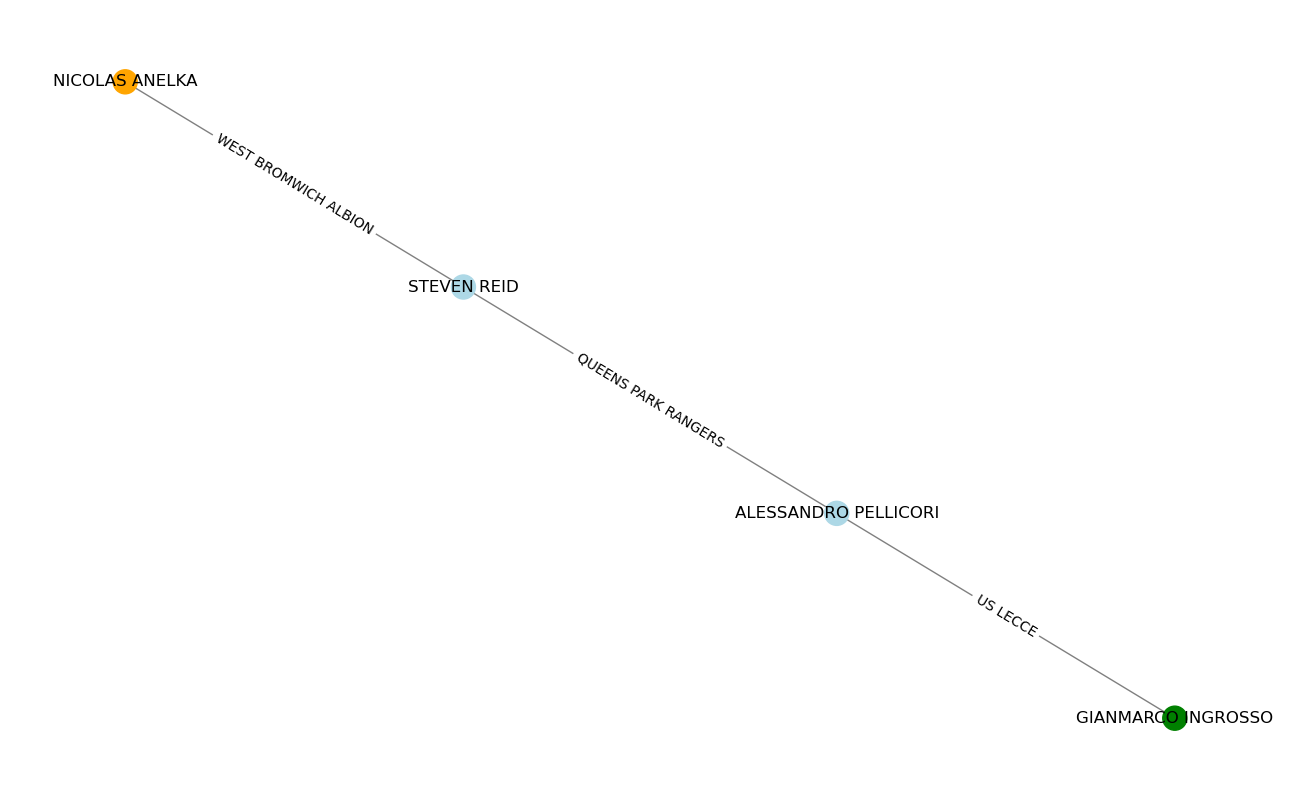 NICOLAS ANELKA
WEST BROMWICH ALBION
STEVEN REID
QUEENS PARK RANGERS
ALESSANDRO PELLICORI
US LECCE
GIANMARCO INGROSSO